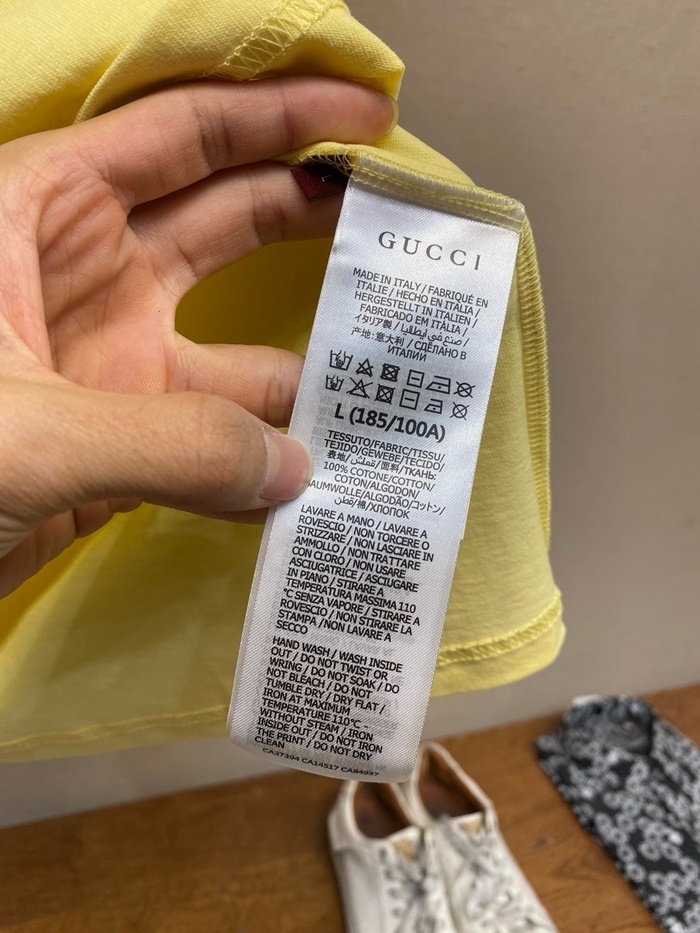 GUCCI
MADE IN ITALY / FABRIQUÉ EN
ITALIE / HECHO EN ITALIA /
HERGESTELLT IN ITALIEN /
FABRICADO EM ITÁLIA /
イタリア製 / صنع في ايطاليا /
产地: 意大利 / СДЕЛАНО В
ИТАЛИИ
L (185/100A)
TESSUTO/FABRIC/TISSU/
TEJIDO/GEWEBE/TECIDO/
表地/قماش/面料/ТКАНЬ:
100% COTONE/COTTON/
COTON/ALGODON/
BAUMWOLLE/ALGODÃO/コットン/
قطن/棉/ХЛОПОК
LAVARE A MANO / LAVARE A
ROVESCIO / NON TORCERE O
STRIZZARE / NON LASCIARE IN
AMMOLLO / NON TRATTARE
CON CLORO / NON USARE
ASCIUGATRICE / ASCIUGARE
IN PIANO / STIRARE A
TEMPERATURA MASSIMA 110
°C SENZA VAPORE / STIRARE A
ROVESCIO / NON STIRARE LA
STAMPA / NON LAVARE A
SECCO
HAND WASH / WASH INSIDE
OUT / DO NOT TWIST OR
WRING / DO NOT SOAK / DO
NOT BLEACH / DO NOT
TUMBLE DRY / DRY FLAT /
IRON AT MAXIMUM
TEMPERATURE 110°C –
WITHOUT STEAM / IRON
INSIDE OUT / DO NOT IRON
THE PRINT / DO NOT DRY
CLEAN
CA37394 CA14517 CA84937